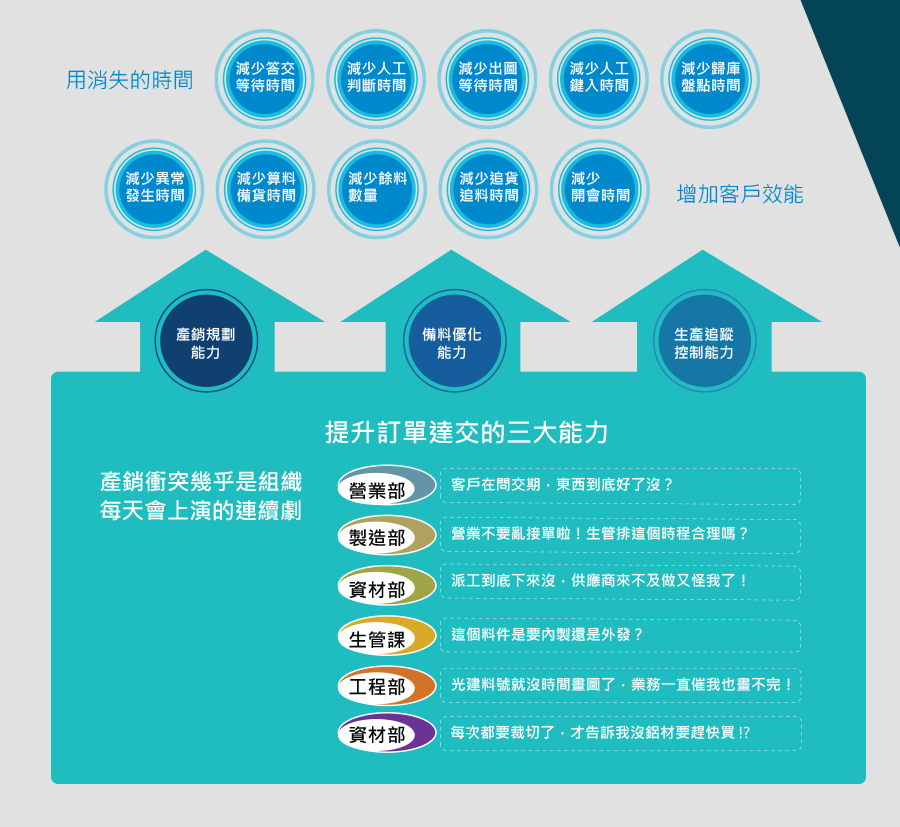 用消失的時間
減少答交
等待時間
減少人工
判斷時間
減少出圖
等待時間
減少人工
鍵入時間
減少歸庫
盤點時間
減少異常
發生時間
減少算料
備貨時間
減少餘料
數量
減少追貨
追料時間
減少
開會時間
增加客戶效能
產銷規劃
能力
備料優化
能力
生產追蹤
控制能力
提升訂單達交的三大能力
產銷衝突幾乎是組織
每天會上演的連續劇
營業部
客戶在問交期，東西到底好了沒？
製造部
營業不要亂接單啦！生管排這個時程合理嗎？
資材部
派工到底下來沒，供應商來不及做又怪我了！
生管課
這個料件是要內製還是外發？
工程部
光建料號就沒時間畫圖了，業務一直催我也畫不完！
資材部
每次都要裁切了，才告訴我沒鋁材要趕快買!?